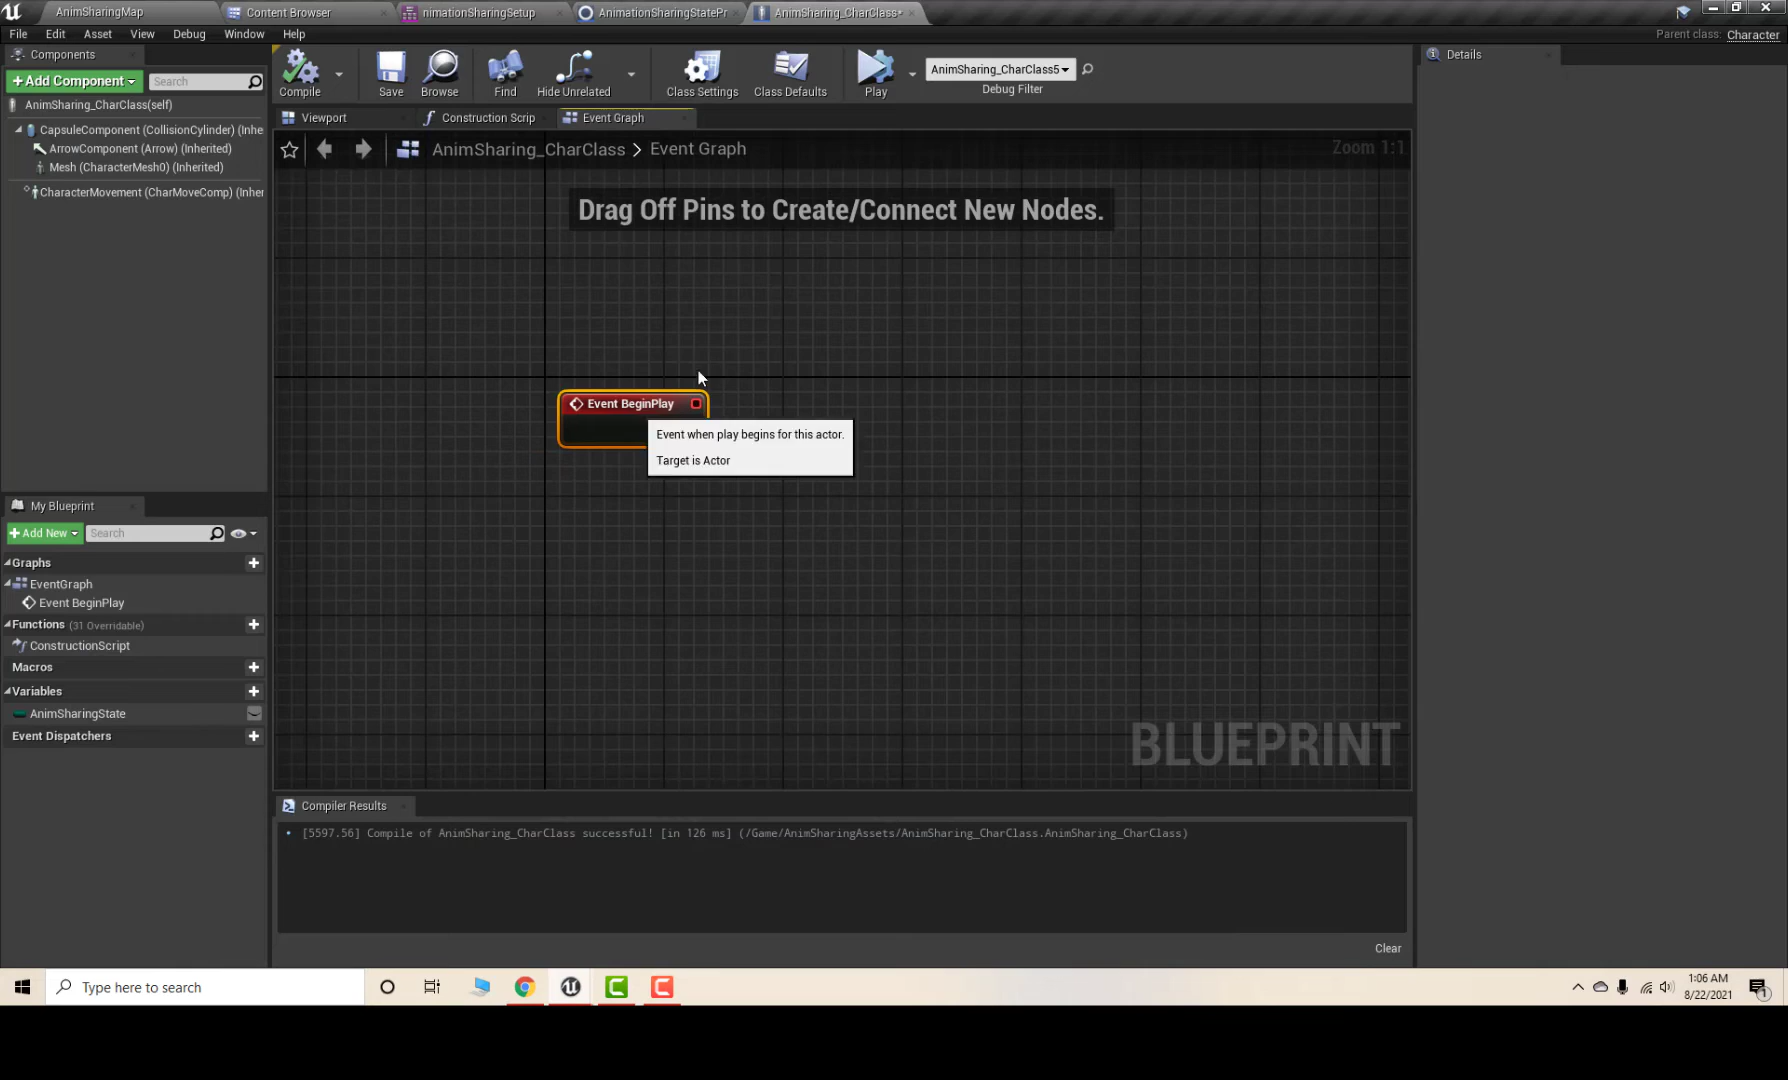 AnimSharingMap
Content Browser
nimationSharingSetup
AnimationSharingStatePr
AnimSharing_CharClass*
File Edit Asset View Debug Window Help
Parent class: Character
Components
Details
+Add Component
Search
Compile
Save
Browse
Find
Hide Unrelated
Class Settings
Class Defaults
Play
AnimSharing_CharClass5
Debug Filter
AnimSharing_CharClass(self)
Viewport
Construction Scrip
Event Graph
CapsuleComponent (CollisionCylinder) (Inhe
ArrowComponent (Arrow) (Inherited)
Mesh (CharacterMesh0) (Inherited)
CharacterMovement (CharMoveComp) (Inher
AnimSharing_CharClass > Event Graph
Zoom 1:1
Drag Off Pins to Create/Connect New Nodes.
Event BeginPlay
Event when play begins for this actor.
Target is Actor
My Blueprint
+Add New
Search
Graphs
EventGraph
Event BeginPlay
Functions (31 Overridable)
ConstructionScript
Macros
Variables
AnimSharingState
Event Dispatchers
BLUEPRINT
Compiler Results
[5597.56] Compile of AnimSharing_CharClass successful! [in 126 ms] (/Game/AnimSharingAssets/AnimSharing_CharClass.AnimSharing_CharClass)
Clear
Type here to search
1:06 AM
8/22/2021
1